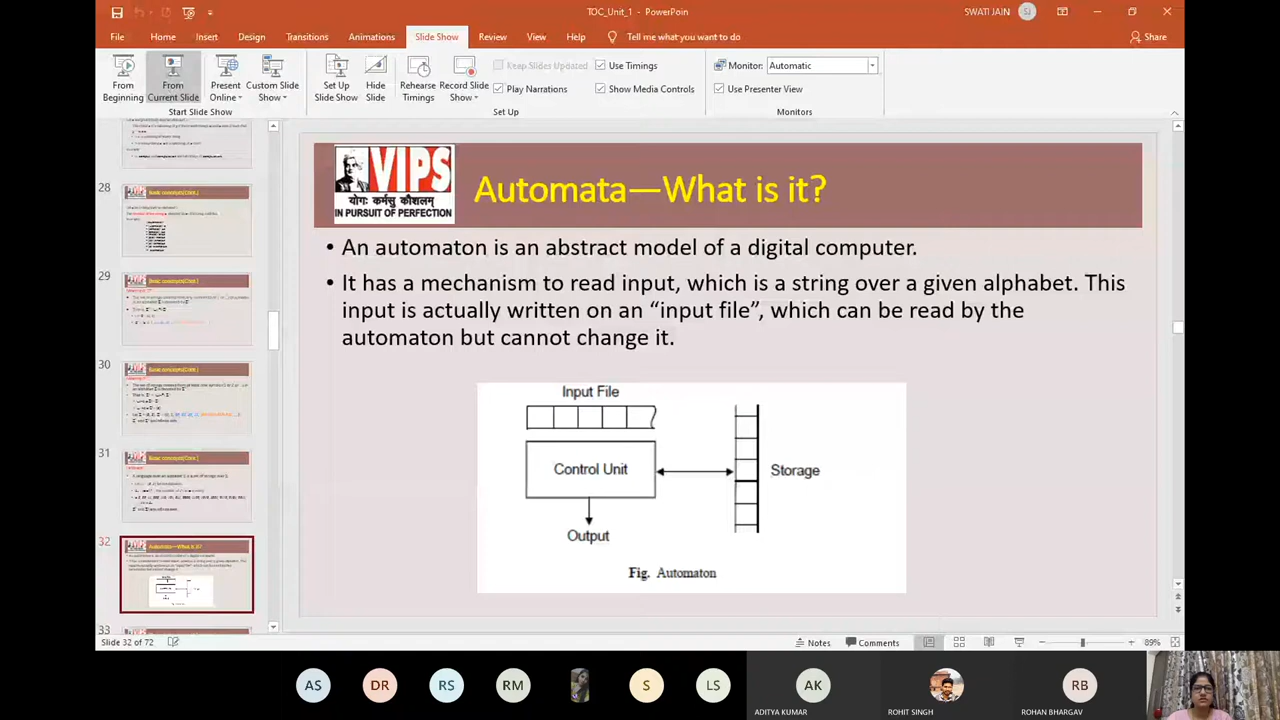 TOC_Unit_1 - PowerPoin
SWATI JAIN
SJ
File Home Insert Design Transitions Animations Slide Show Review View Help Tell me what you want to do
Share
From Beginning
From Current Slide
Present Online
Custom Slide Show
Set Up Slide Show
Hide Slide
Rehearse Timings
Record Slide Show
Keep Slides Updated
Use Timings
Play Narrations
Show Media Controls
Monitor: Automatic
Use Presenter View
Start Slide Show
Set Up
Monitors
28
29
30
31
32
Automata—What is it?
33
VIPS
योगः कर्मसु कौशलम्
IN PURSUIT OF PERFECTION
Automata—What is it?
• An automaton is an abstract model of a digital computer.
• It has a mechanism to read input, which is a string over a given alphabet. This
input is actually written on an “input file”, which can be read by the
automaton but cannot change it.
Input File
Control Unit
Storage
Output
Fig. Automaton
Slide 32 of 72
Notes
Comments
89%
AS
DR
RS
RM
S
LS
AK
RB
ADITYA KUMAR
ROHIT SINGH
ROHAN BHARGAV